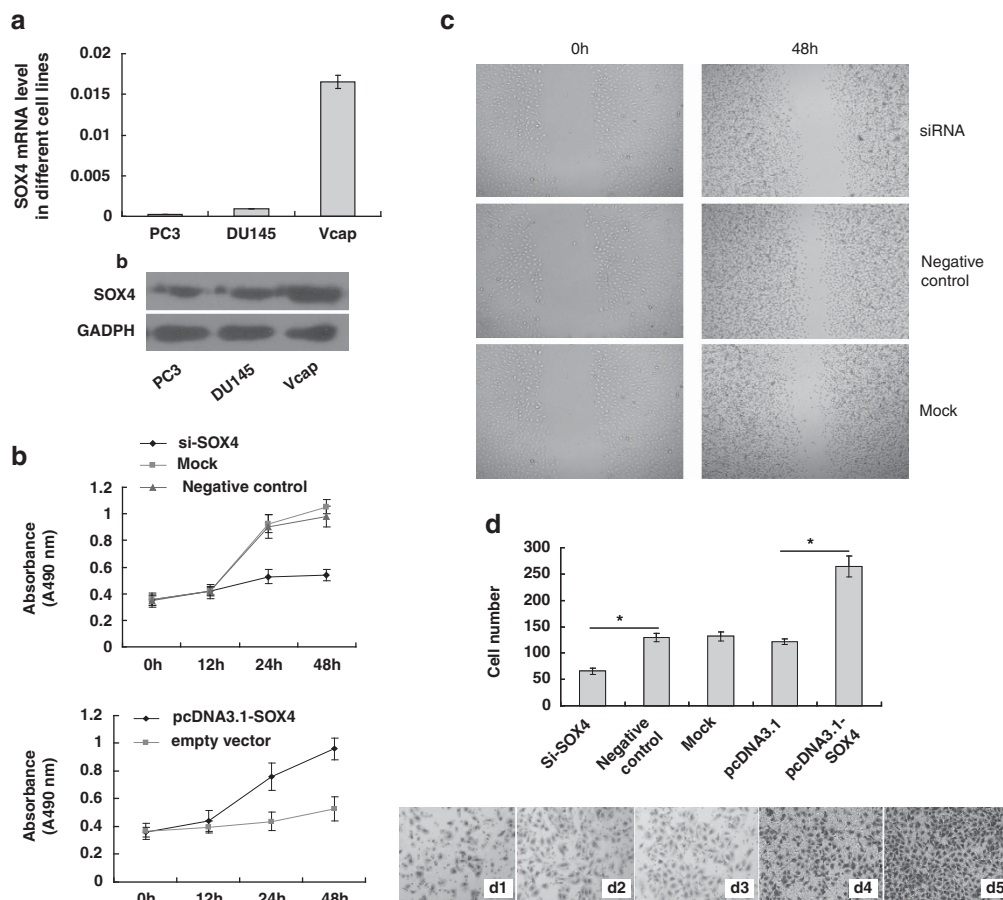 a
SOX4 mRNA level
in different cell lines
0.02
0.015
0.01
0.005
0
PC3
DU145
Vcap
b
SOX4
GADPH
PC3
DU145
Vcap
b
si-SOX4
Mock
Negative control
Absorbance
(A490 nm)
1.2
1
0.8
0.6
0.4
0.2
0
0h
12h
24h
48h
pcDNA3.1-SOX4
empty vector
Absorbance
(A490 nm)
1.2
1
0.8
0.6
0.4
0.2
0
0h
12h
24h
48h
c
0h
48h
siRNA
Negative
control
Mock
d
Cell number
300
250
200
150
100
50
0
*
*
Si-SOX4
Negative
control
Mock
pcDNA3.1
pcDNA3.1-
SOX4
d1
d2
d3
d4
d5